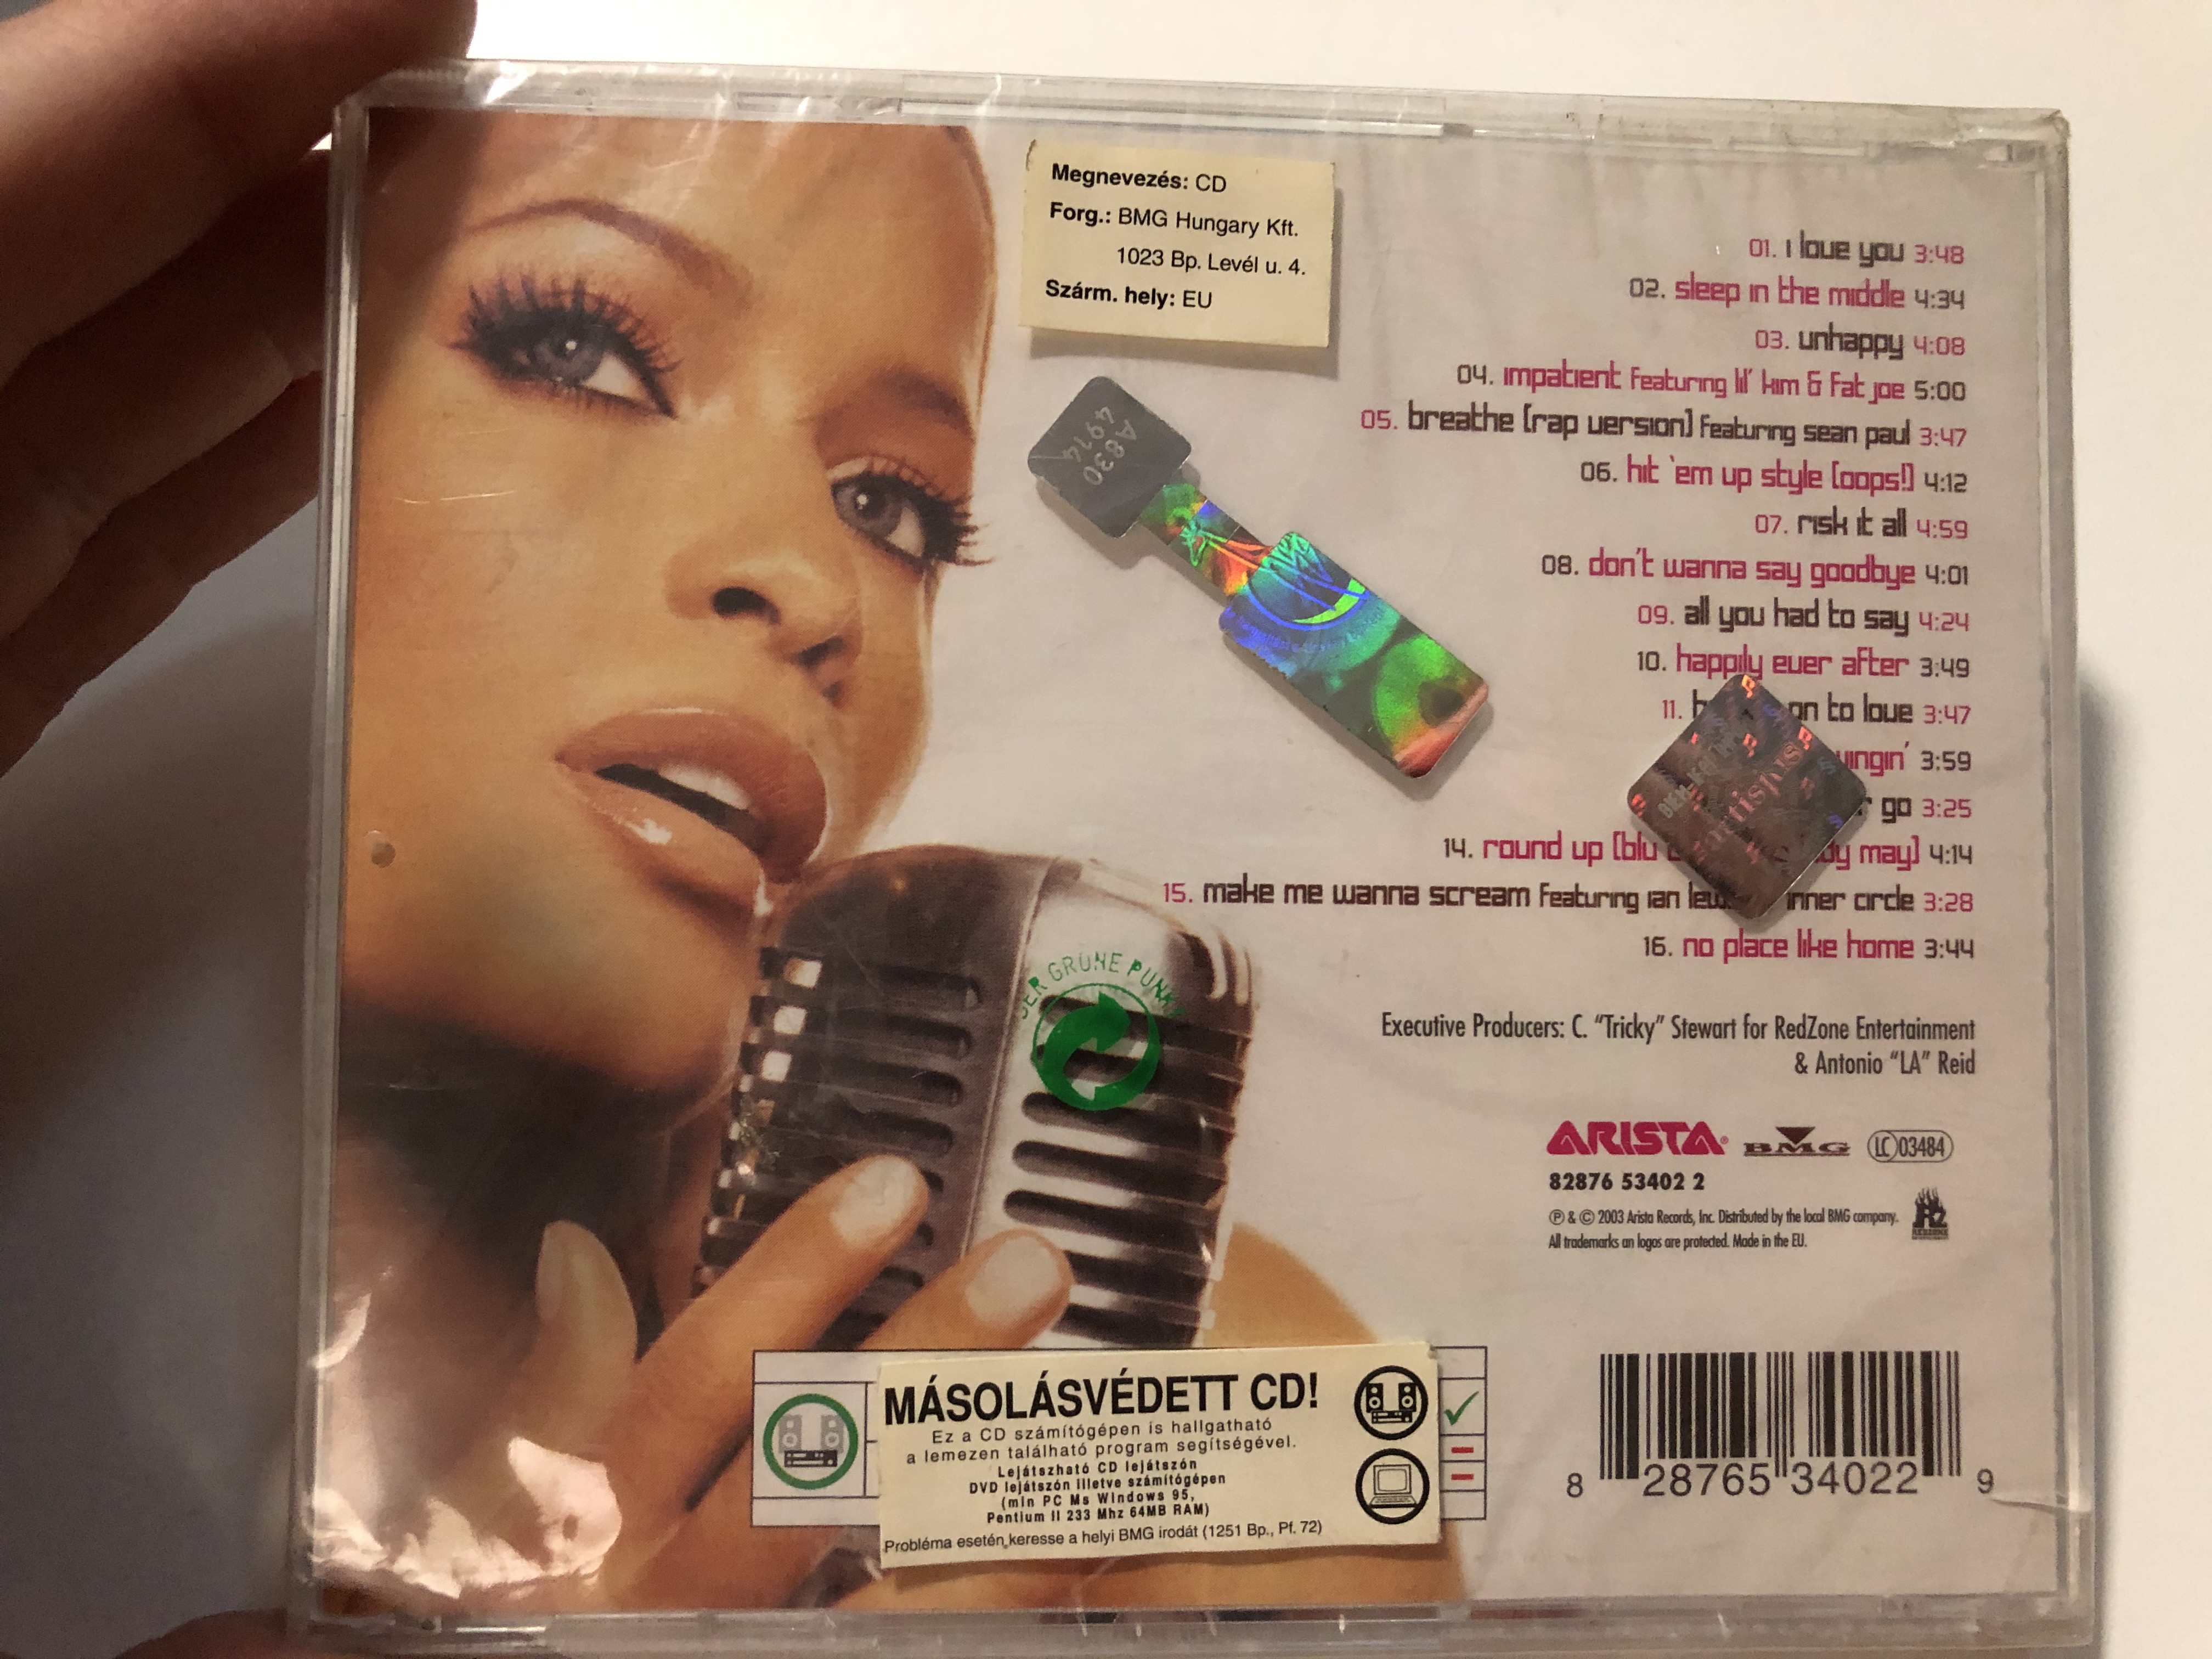 Megnevezés: CD
Forg.: BMG Hungary Kft.
1023 Bp. Levél u. 4.
Szárm. hely: EU
A830
4914
01. i love you 3:48
02. sleep in the middle 4:34
03. unhappy 4:08
04. impatient featuring lil' kim & fat joe 5:00
05. breathe [rap version] featuring sean paul 3:47
06. hit 'em up style [oops!] 4:12
07. risk it all 4:59
08. don't wanna say goodbye 4:01
09. all you had to say 4:24
10. happily ever after 3:49
11. on to love 3:47
3:59
go 3:25
14. round up [blu may] 4:14
15. make me wanna scream featuring ian inner circle 3:28
16. no place like home 3:44
DER GRÜNE PUNKT
Executive Producers: C. "Tricky" Stewart for RedZone Entertainment
& Antonio "LA" Reid
ARISTA® BMG LC 03484
82876 53402 2
Ⓟ & © 2003 Arista Records, Inc. Distributed by the local BMG company.
All trademarks an logos are protected. Made in the EU.
RZ
REDZONE
MÁSOLÁSVÉDETT CD!
Ez a CD számítógépen is hallgatható
a lemezen található program segítségével.
Lejátszható CD lejátszón
DVD lejátszón illetve számítógépen
(min PC Ms Windows 95,
Pentium II 233 Mhz 64MB RAM)
Probléma esetén keresse a helyi BMG irodát (1251 Bp., Pf. 72)
8 28765 34022 9